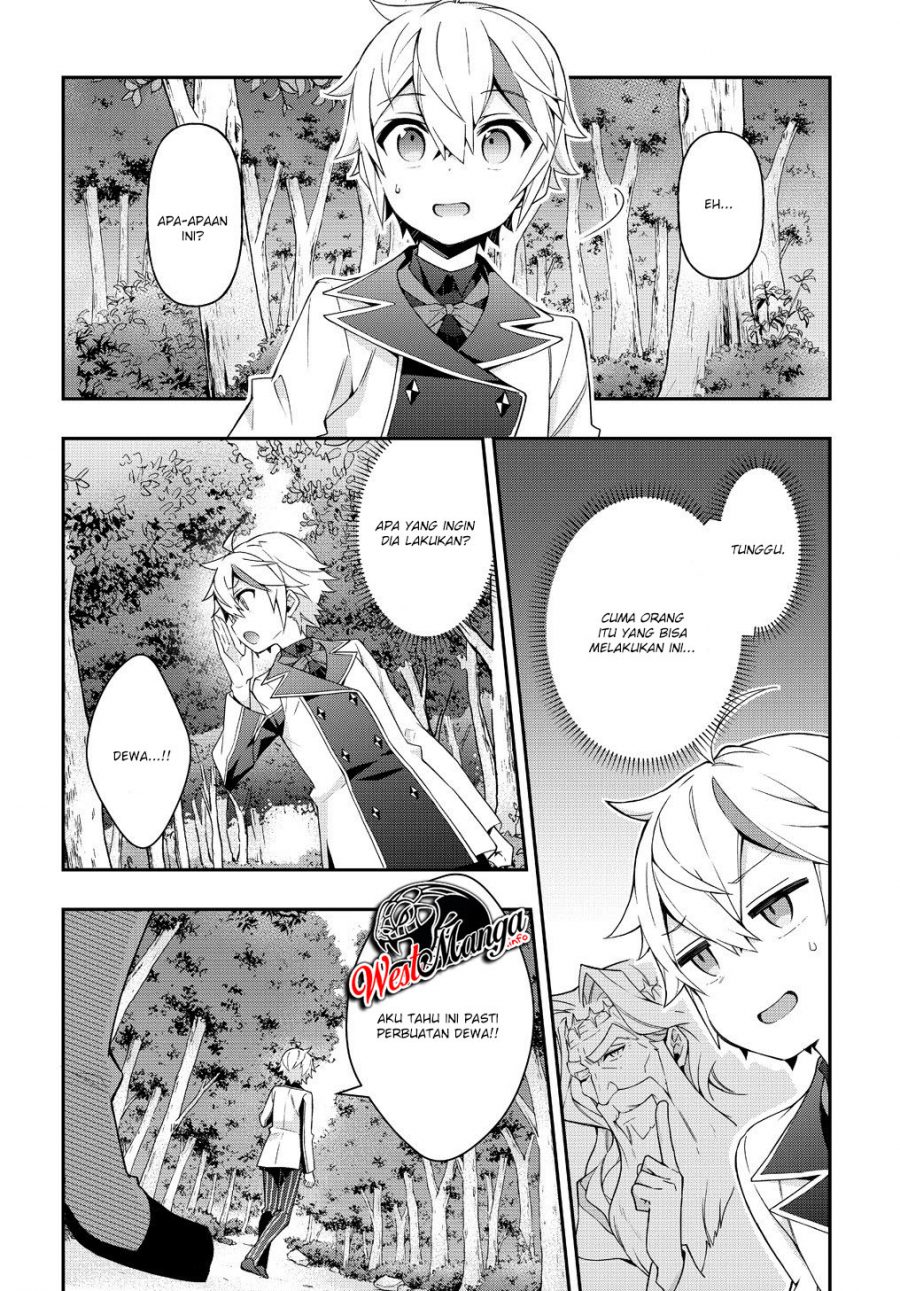 EH...
APA-APAAN
INI?
TUNGGU.
CUMA ORANG
ITU YANG BISA
MELAKUKAN INI...
APA YANG INGIN
DIA LAKUKAN?
DEWA...!!
WestManga
.info
AKU TAHU INI PASTI
PERBUATAN DEWA!!